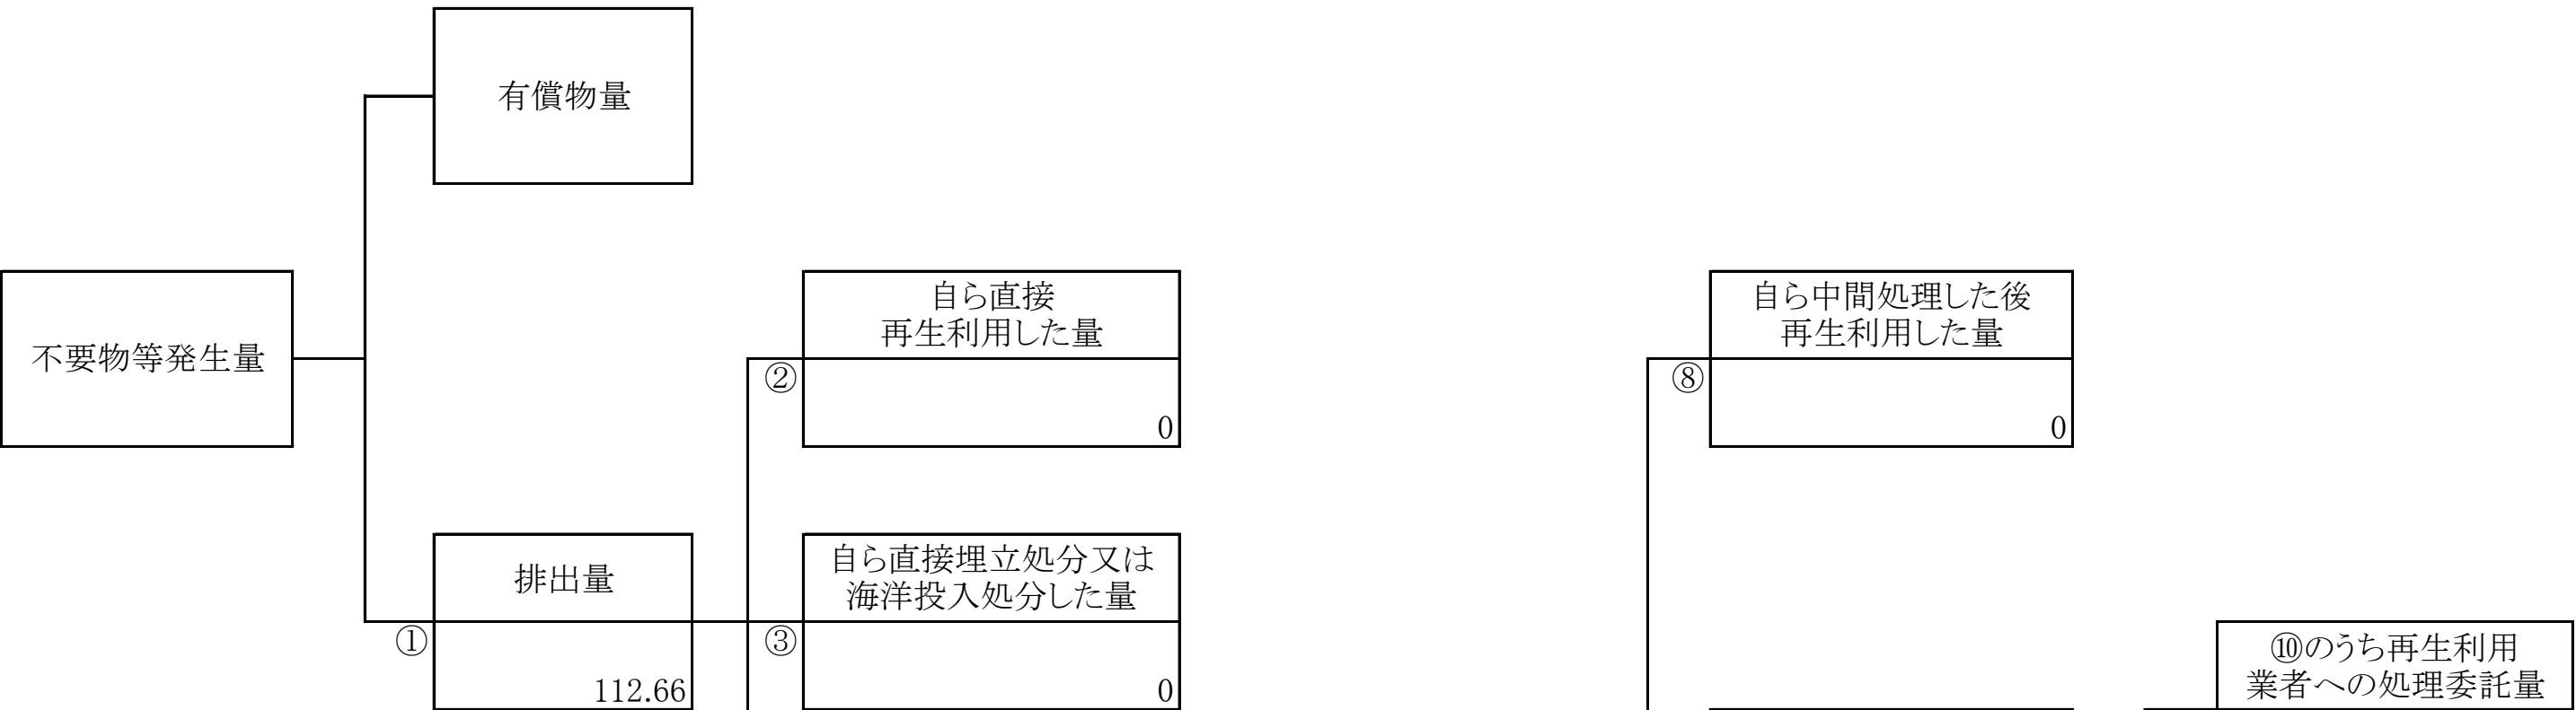 有償物量
不要物等発生量
自ら直接
再生利用した量
②
0
自ら中間処理した後
再生利用した量
⑧
0
排出量
①
112.66
自ら直接埋立処分又は
海洋投入処分した量
③
0
⑩のうち再生利用
業者への処理委託量